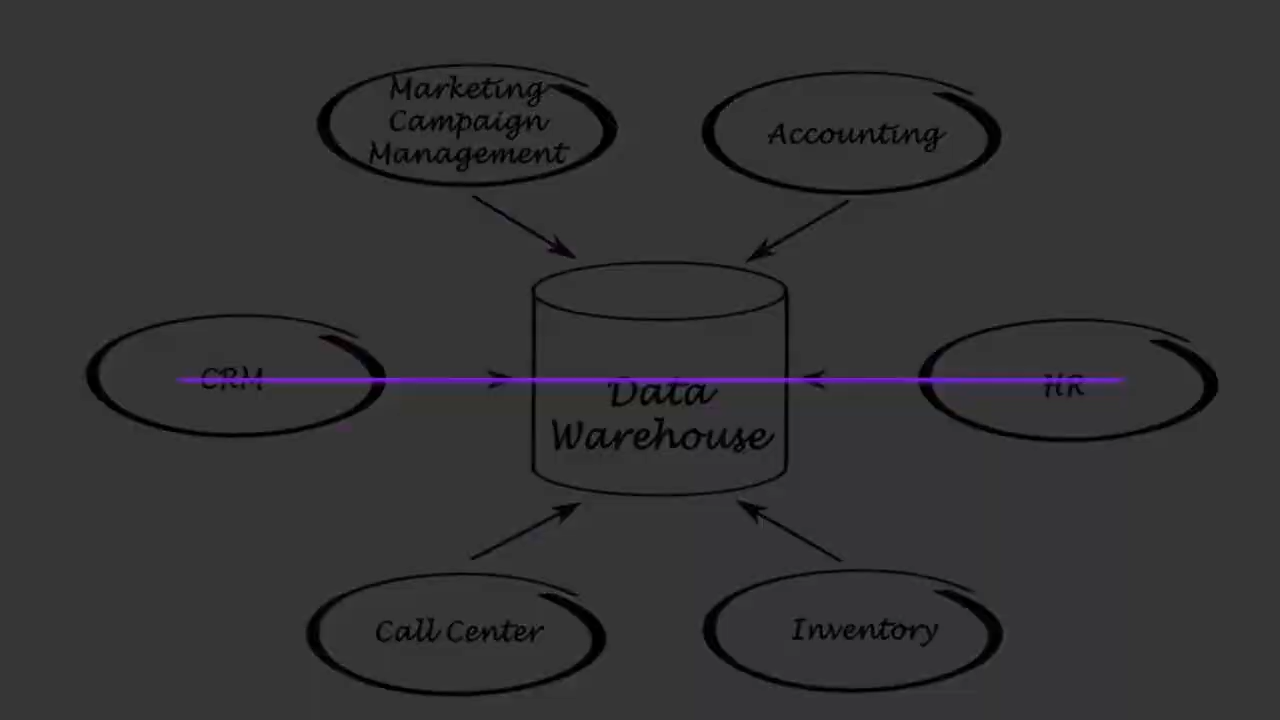 Marketing
Campaign
Management
Accounting
CRM
Data
Warehouse
HR
Call Center
Inventory